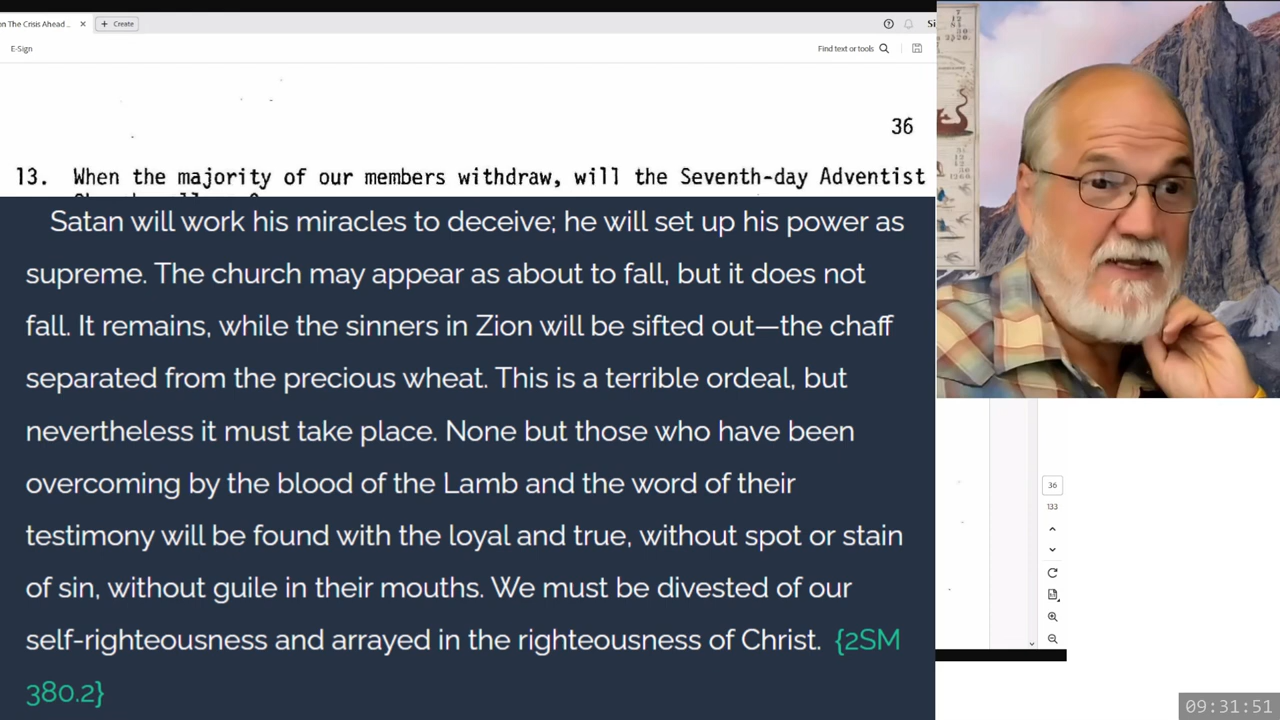 on The Crisis Ahead... × + Create
Si
E-Sign
Find text or tools
36
13. When the majority of our members withdraw, will the Seventh-day Adventist
Satan will work his miracles to deceive; he will set up his power as
supreme. The church may appear as about to fall, but it does not
fall. It remains, while the sinners in Zion will be sifted out—the chaff
separated from the precious wheat. This is a terrible ordeal, but
nevertheless it must take place. None but those who have been
overcoming by the blood of the Lamb and the word of their
testimony will be found with the loyal and true, without spot or stain
of sin, without guile in their mouths. We must be divested of our
self-righteousness and arrayed in the righteousness of Christ. {2SM
380.2}
36
133
09:31:51